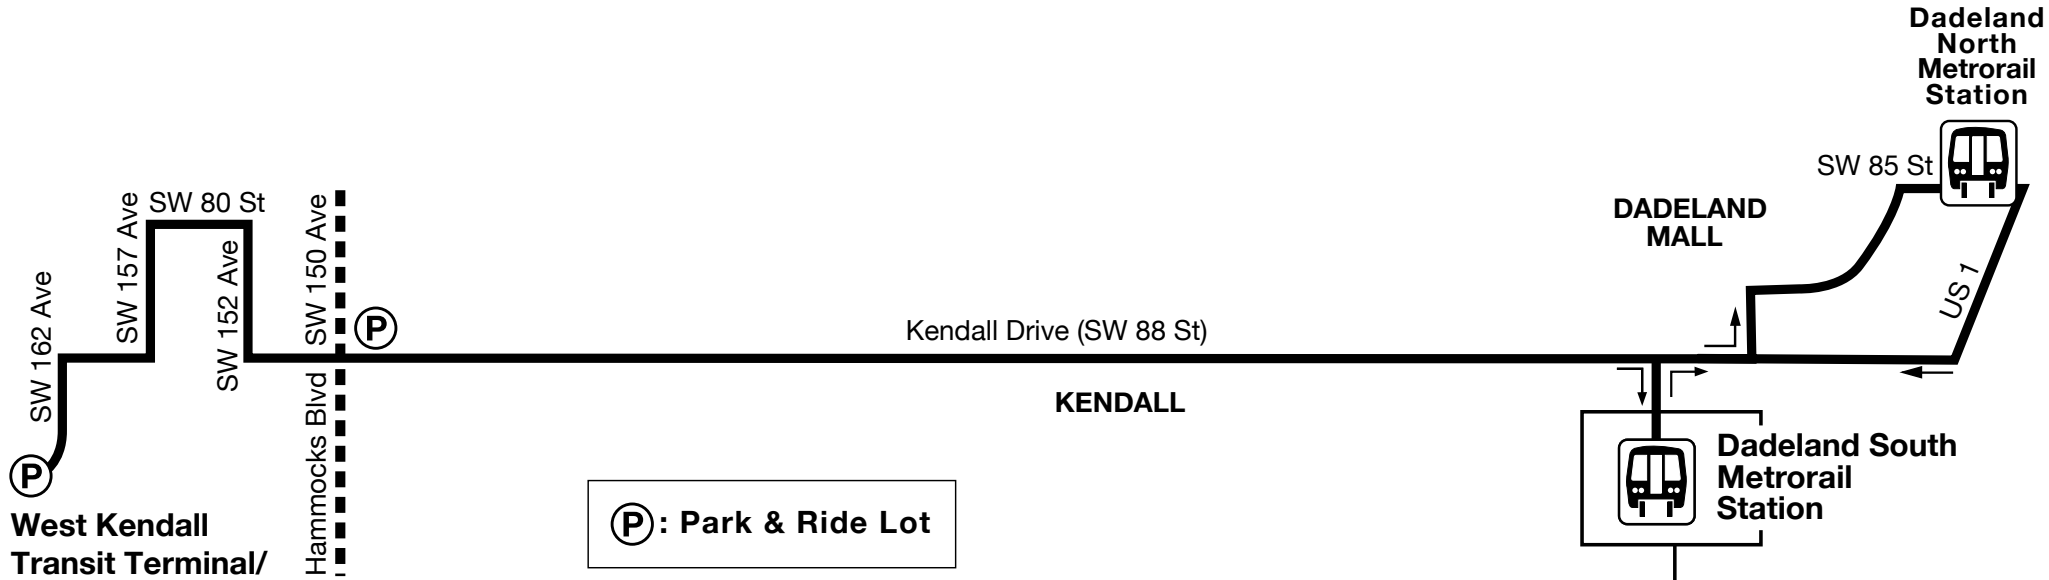 Dadeland
North
Metrorail
Station
SW 85 St
DADELAND
MALL
US 1
SW 80 St
SW 157 Ave
SW 152 Ave
SW 150 Ave
SW 162 Ave
P
Kendall Drive (SW 88 St)
KENDALL
Hammocks Blvd
Dadeland South
Metrorail
Station
P
West Kendall
Transit Terminal/
P: Park & Ride Lot